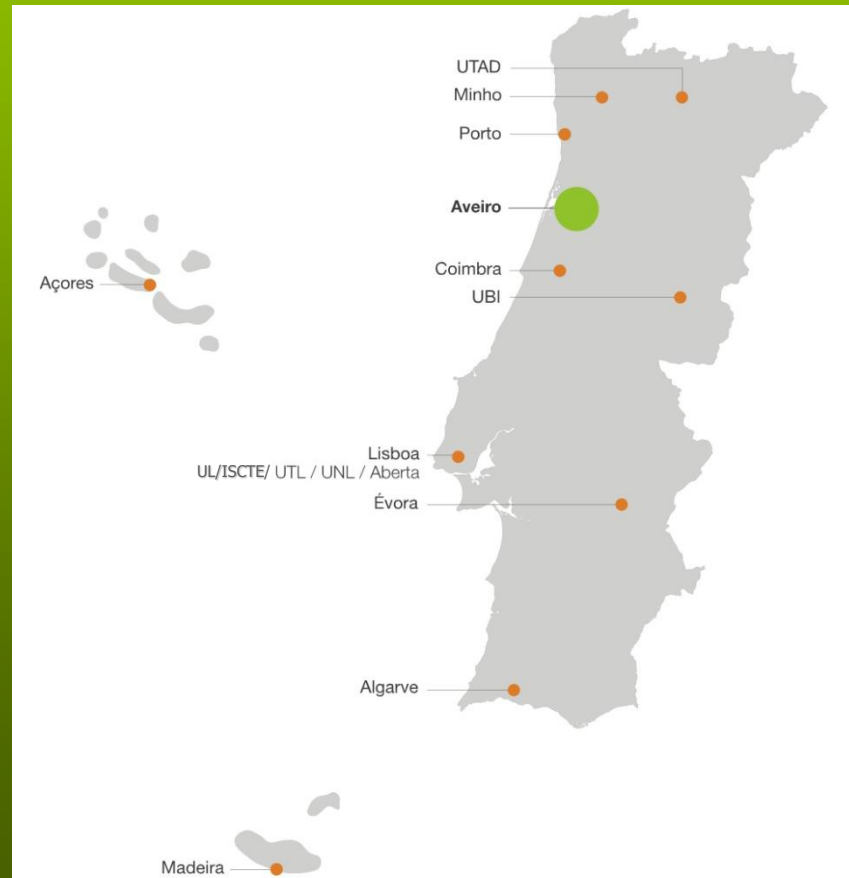 UTAD
Minho
Porto
Aveiro
Coimbra
Açores
UBI
Lisboa
UL/ISCTE/ UTL / UNL / Aberta
Évora
Algarve
Madeira